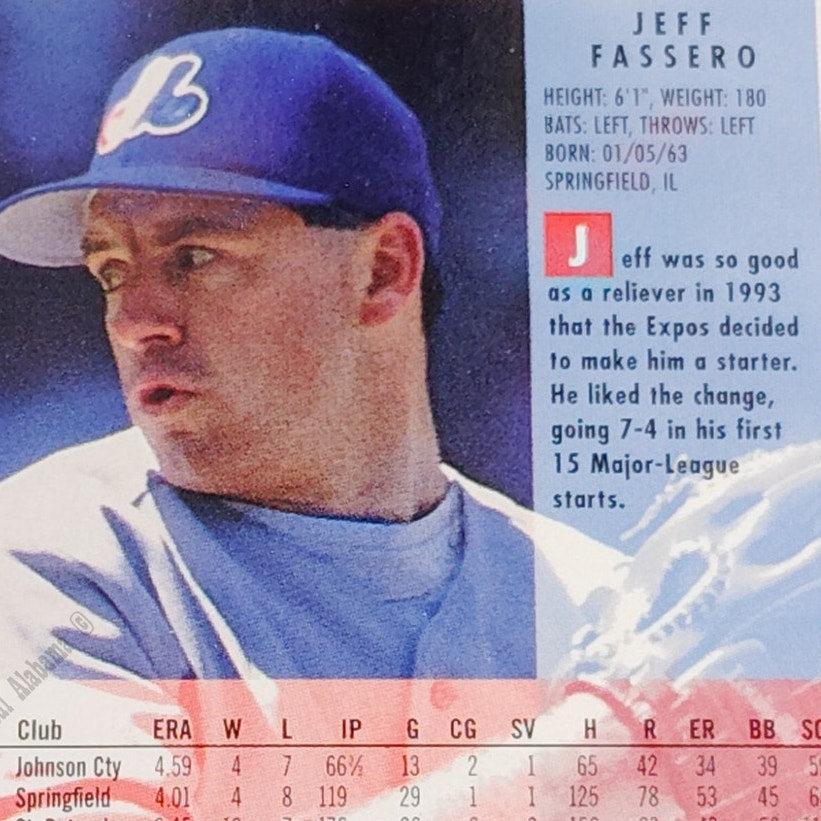 JEFF
FASSERO
HEIGHT: 6'1", WEIGHT: 180
BATS: LEFT, THROWS: LEFT
BORN: 01/05/63
SPRINGFIELD, IL
Jeff was so good
as a reliever in 1993
that the Expos decided
to make him a starter.
He liked the change,
going 7-4 in his first
15 Major-League
starts.
Alabama ©
Club ERA W L IP G CG SV H R ER BB
Johnson Cty 4.59 4 7 66⅔ 13 2 1 65 42 34 39
Springfield 4.01 4 8 119 29 1 1 125 78 53 45